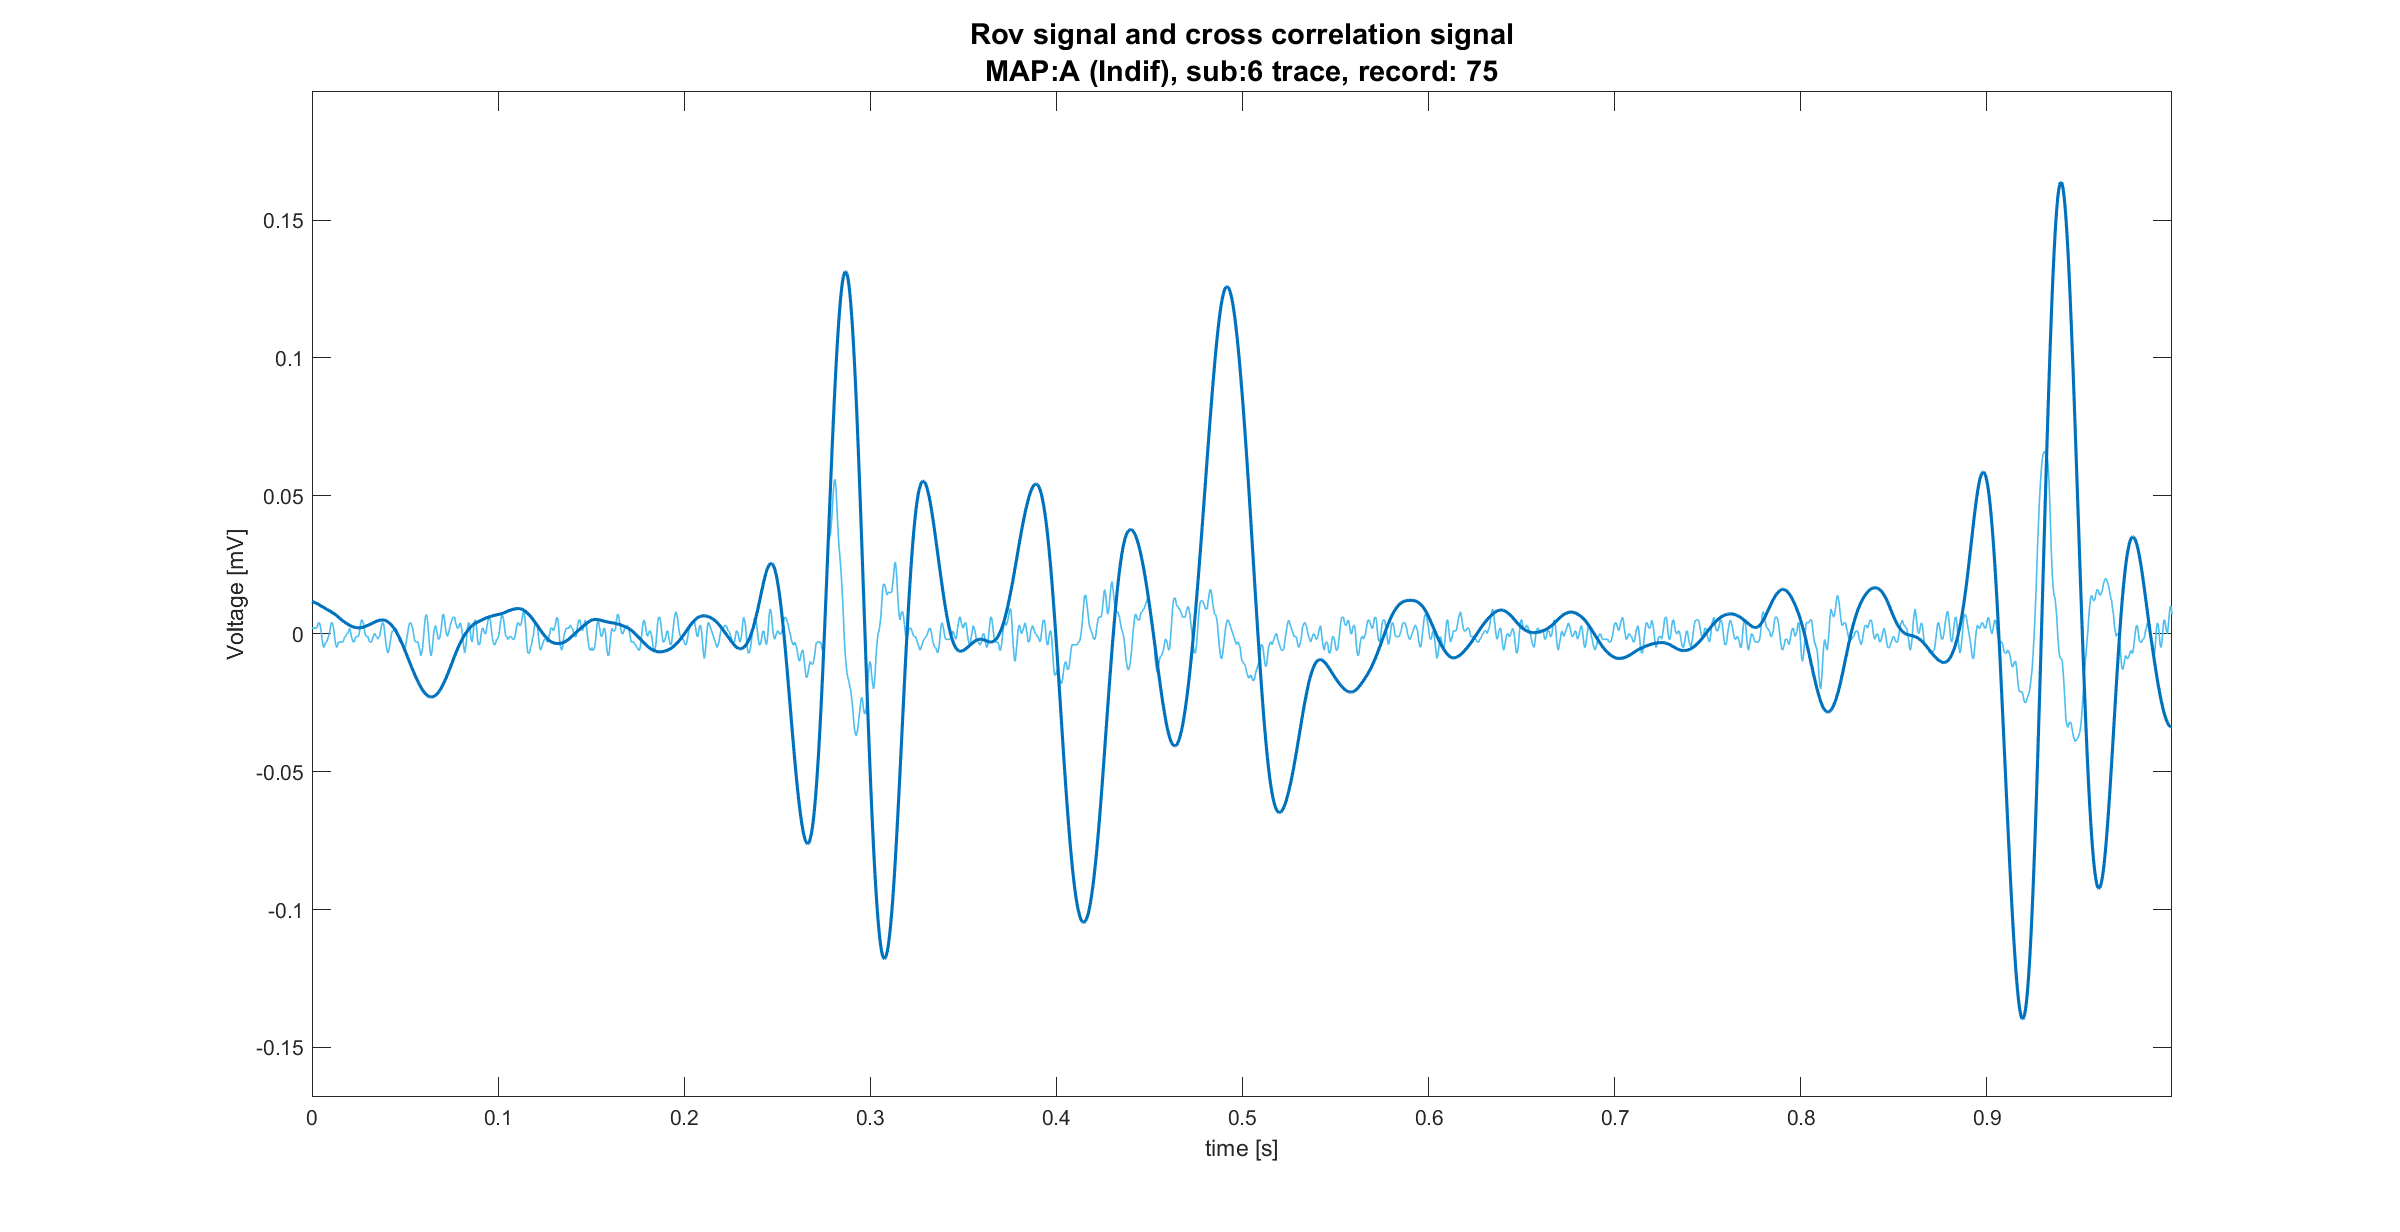 Rov signal and cross correlation signal
MAP:A (Indif), sub:6 trace, record: 75
0.15
0.1
0.05
0
-0.05
-0.1
-0.15
Voltage [mV]
0 0.1 0.2 0.3 0.4 0.5 0.6 0.7 0.8 0.9
time [s]